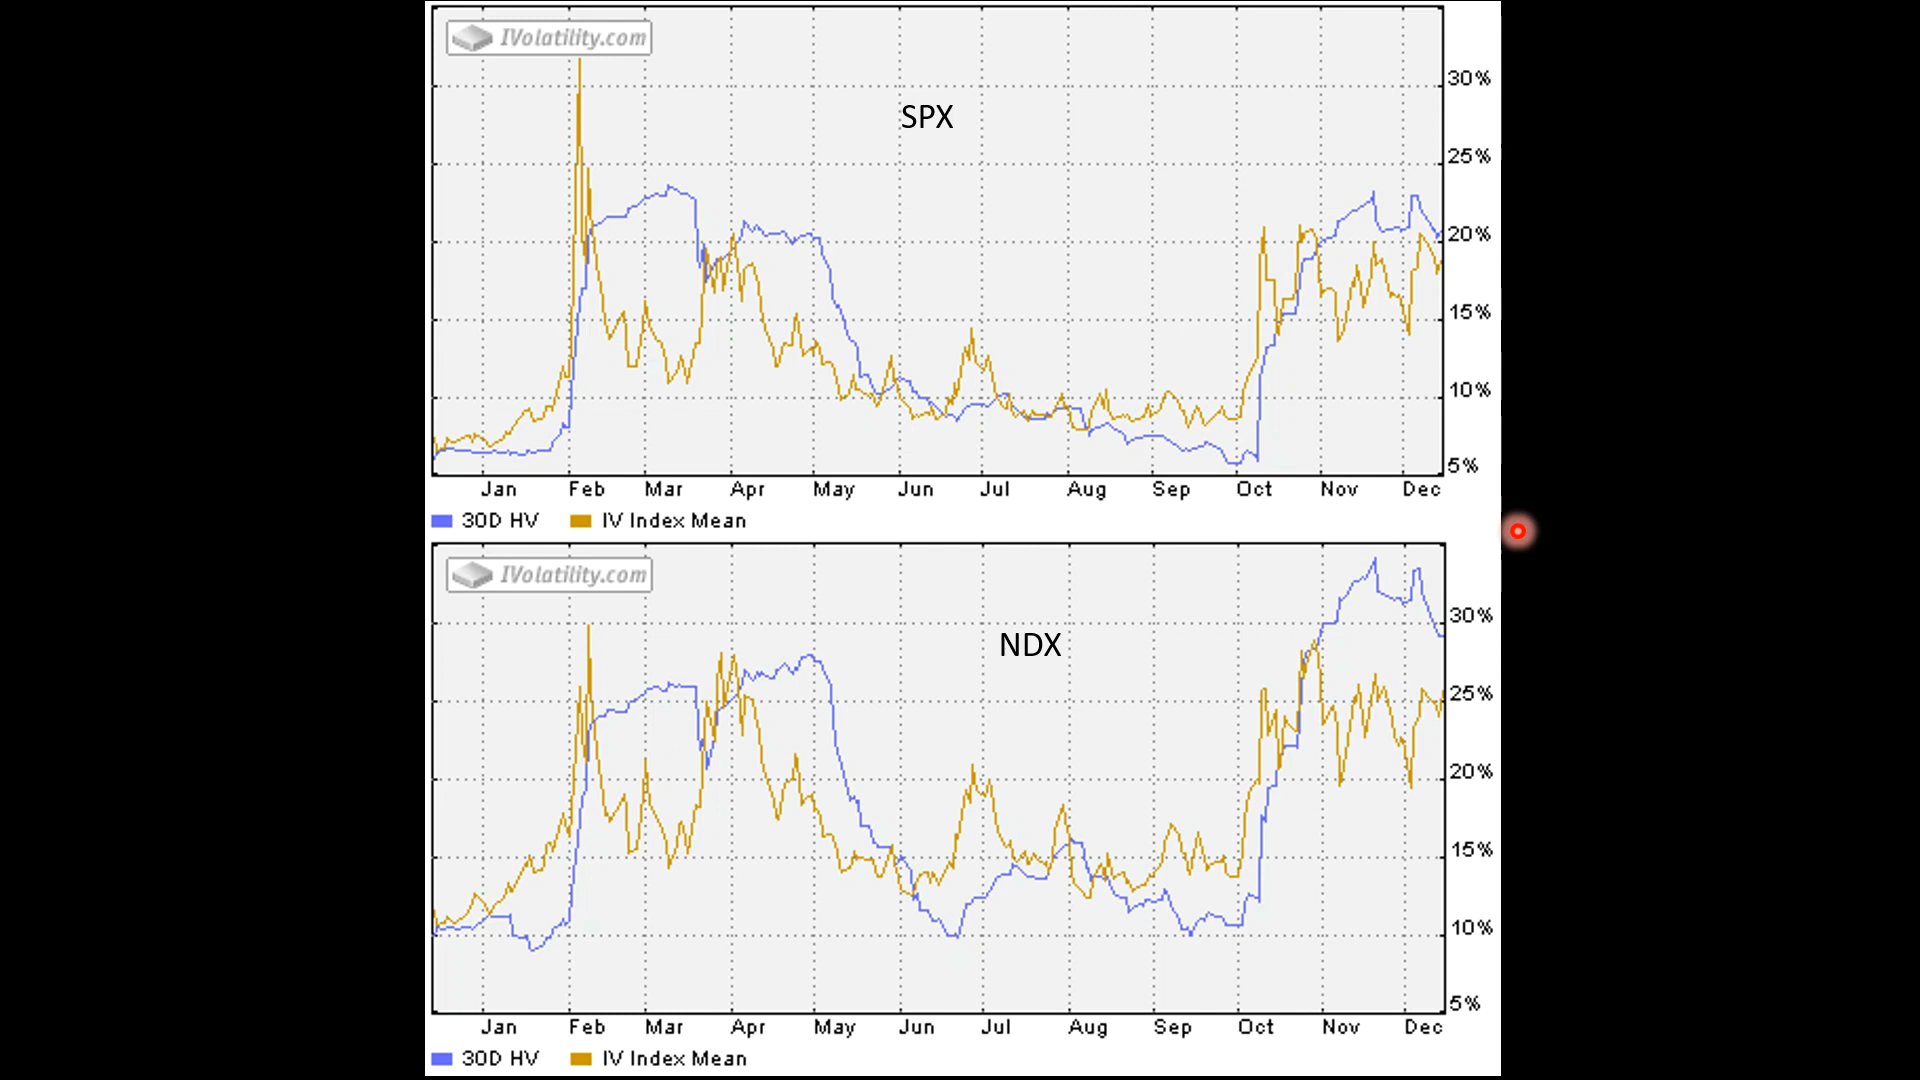 IVolatility.com
SPX
30%
25%
20%
15%
10%
5%
Jan Feb Mar Apr May Jun Jul Aug Sep Oct Nov Dec
30D HV IV Index Mean
IVolatility.com
NDX
30%
25%
20%
15%
10%
5%
Jan Feb Mar Apr May Jun Jul Aug Sep Oct Nov Dec
30D HV IV Index Mean